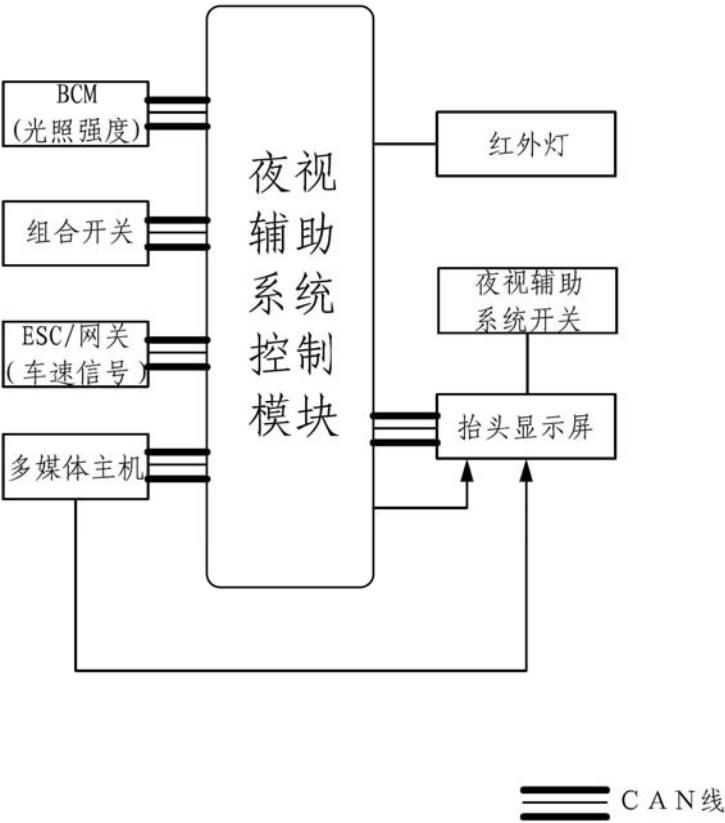 BCM
(光照强度)
组合开关
ESC/网关
(车速信号)
多媒体主机
夜视
辅助
系统
控制
模块
红外灯
夜视辅助
系统开关
抬头显示屏
CAN线